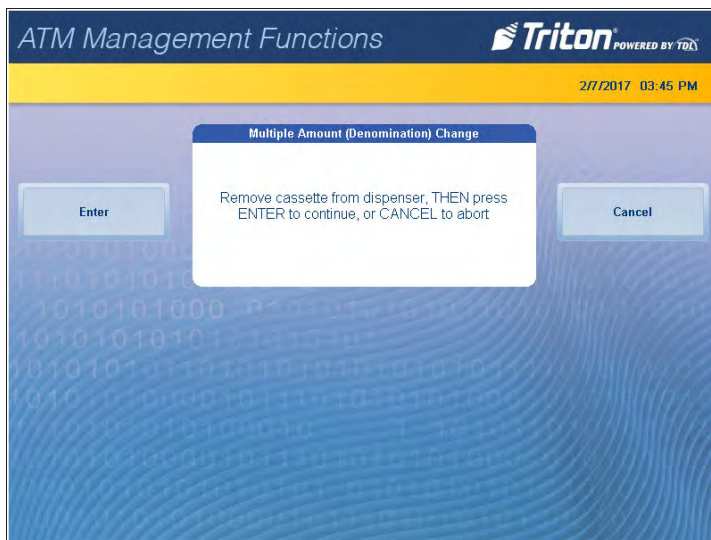 ATM Management Functions
Triton POWERED BY TDL
2/7/2017 03:45 PM
Multiple Amount (Denomination) Change
Remove cassette from dispenser, THEN press
ENTER to continue, or CANCEL to abort
Enter
Cancel